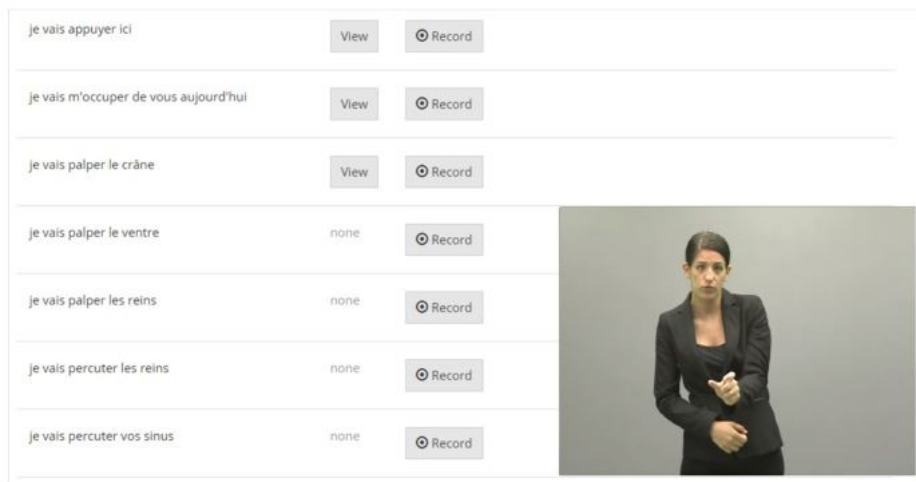 je vais appuyer ici View Record
je vais m'occuper de vous aujourd'hui View Record
je vais palper le crâne View Record
je vais palper le ventre none Record
je vais palper les reins none Record
je vais percuter les reins none Record
je vais percuter vos sinus none Record